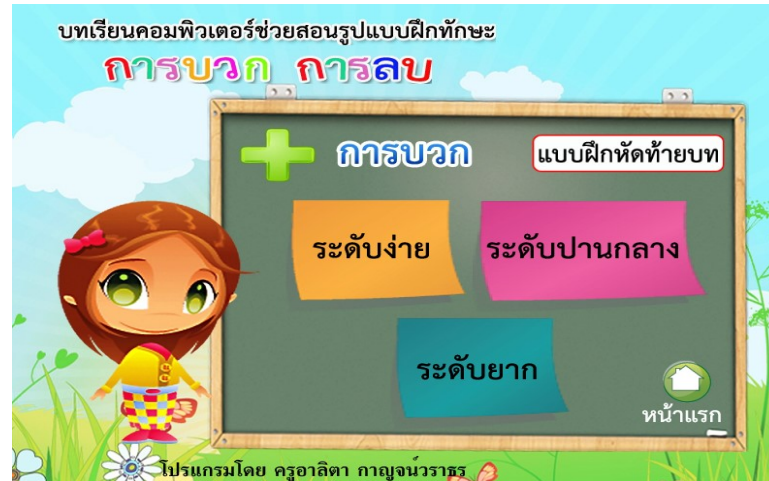 บทเรียนคอมพิวเตอร์ช่วยสอนรูปแบบฝึกทักษะ
การบวก การลบ
การบวก
แบบฝึกหัดท้ายบท
ระดับง่าย
ระดับปานกลาง
ระดับยาก
หน้าแรก
โปรแกรมโดย ครูอาลิตา กาญจน์วราธร